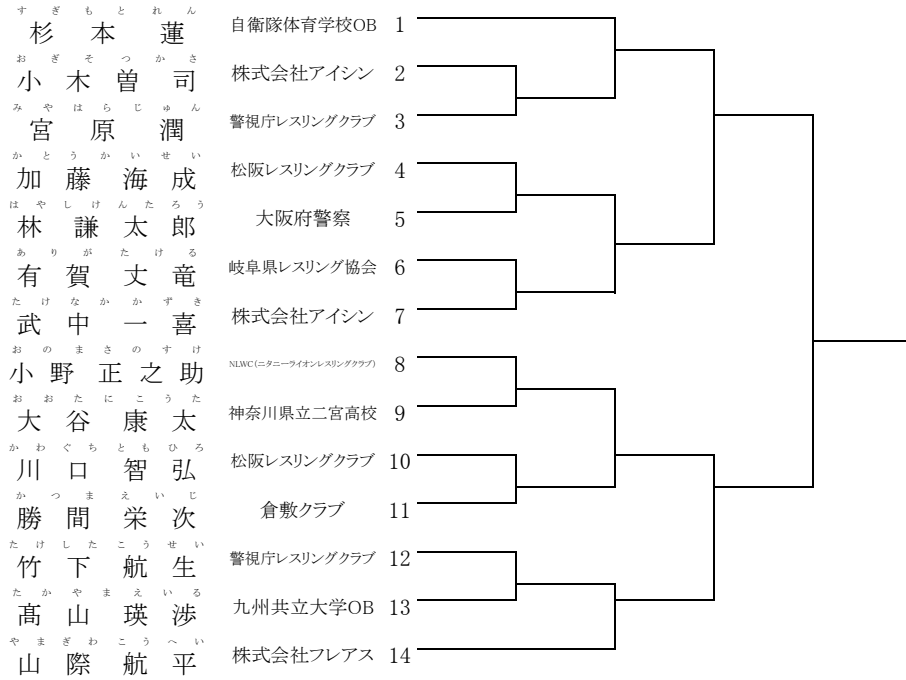 すぎもとれん
杉本蓮 自衛隊体育学校OB 1
おぎそつかさ
小木曽司 株式会社アイシン 2
みやはらじゅん
宮原潤 警視庁レスリングクラブ 3
かとうかいせい
加藤海成 松阪レスリングクラブ 4
はやしけんたろう
林謙太郎 大阪府警察 5
ありがたける
有賀丈竜 岐阜県レスリング協会 6
たけなかかずき
武中一喜 株式会社アイシン 7
おのまさのすけ
小野正之助 NLWC(ニタニーライオンレスリングクラブ) 8
おおたにこうた
大谷康太 神奈川県立二宮高校 9
かわぐちともひろ
川口智弘 松阪レスリングクラブ 10
かつまえいじ
勝間栄次 倉敷クラブ 11
たけしたこうせい
竹下航生 警視庁レスリングクラブ 12
たかやまえいる
髙山瑛渉 九州共立大学OB 13
やまぎわこうへい
山際航平 株式会社フレアス 14